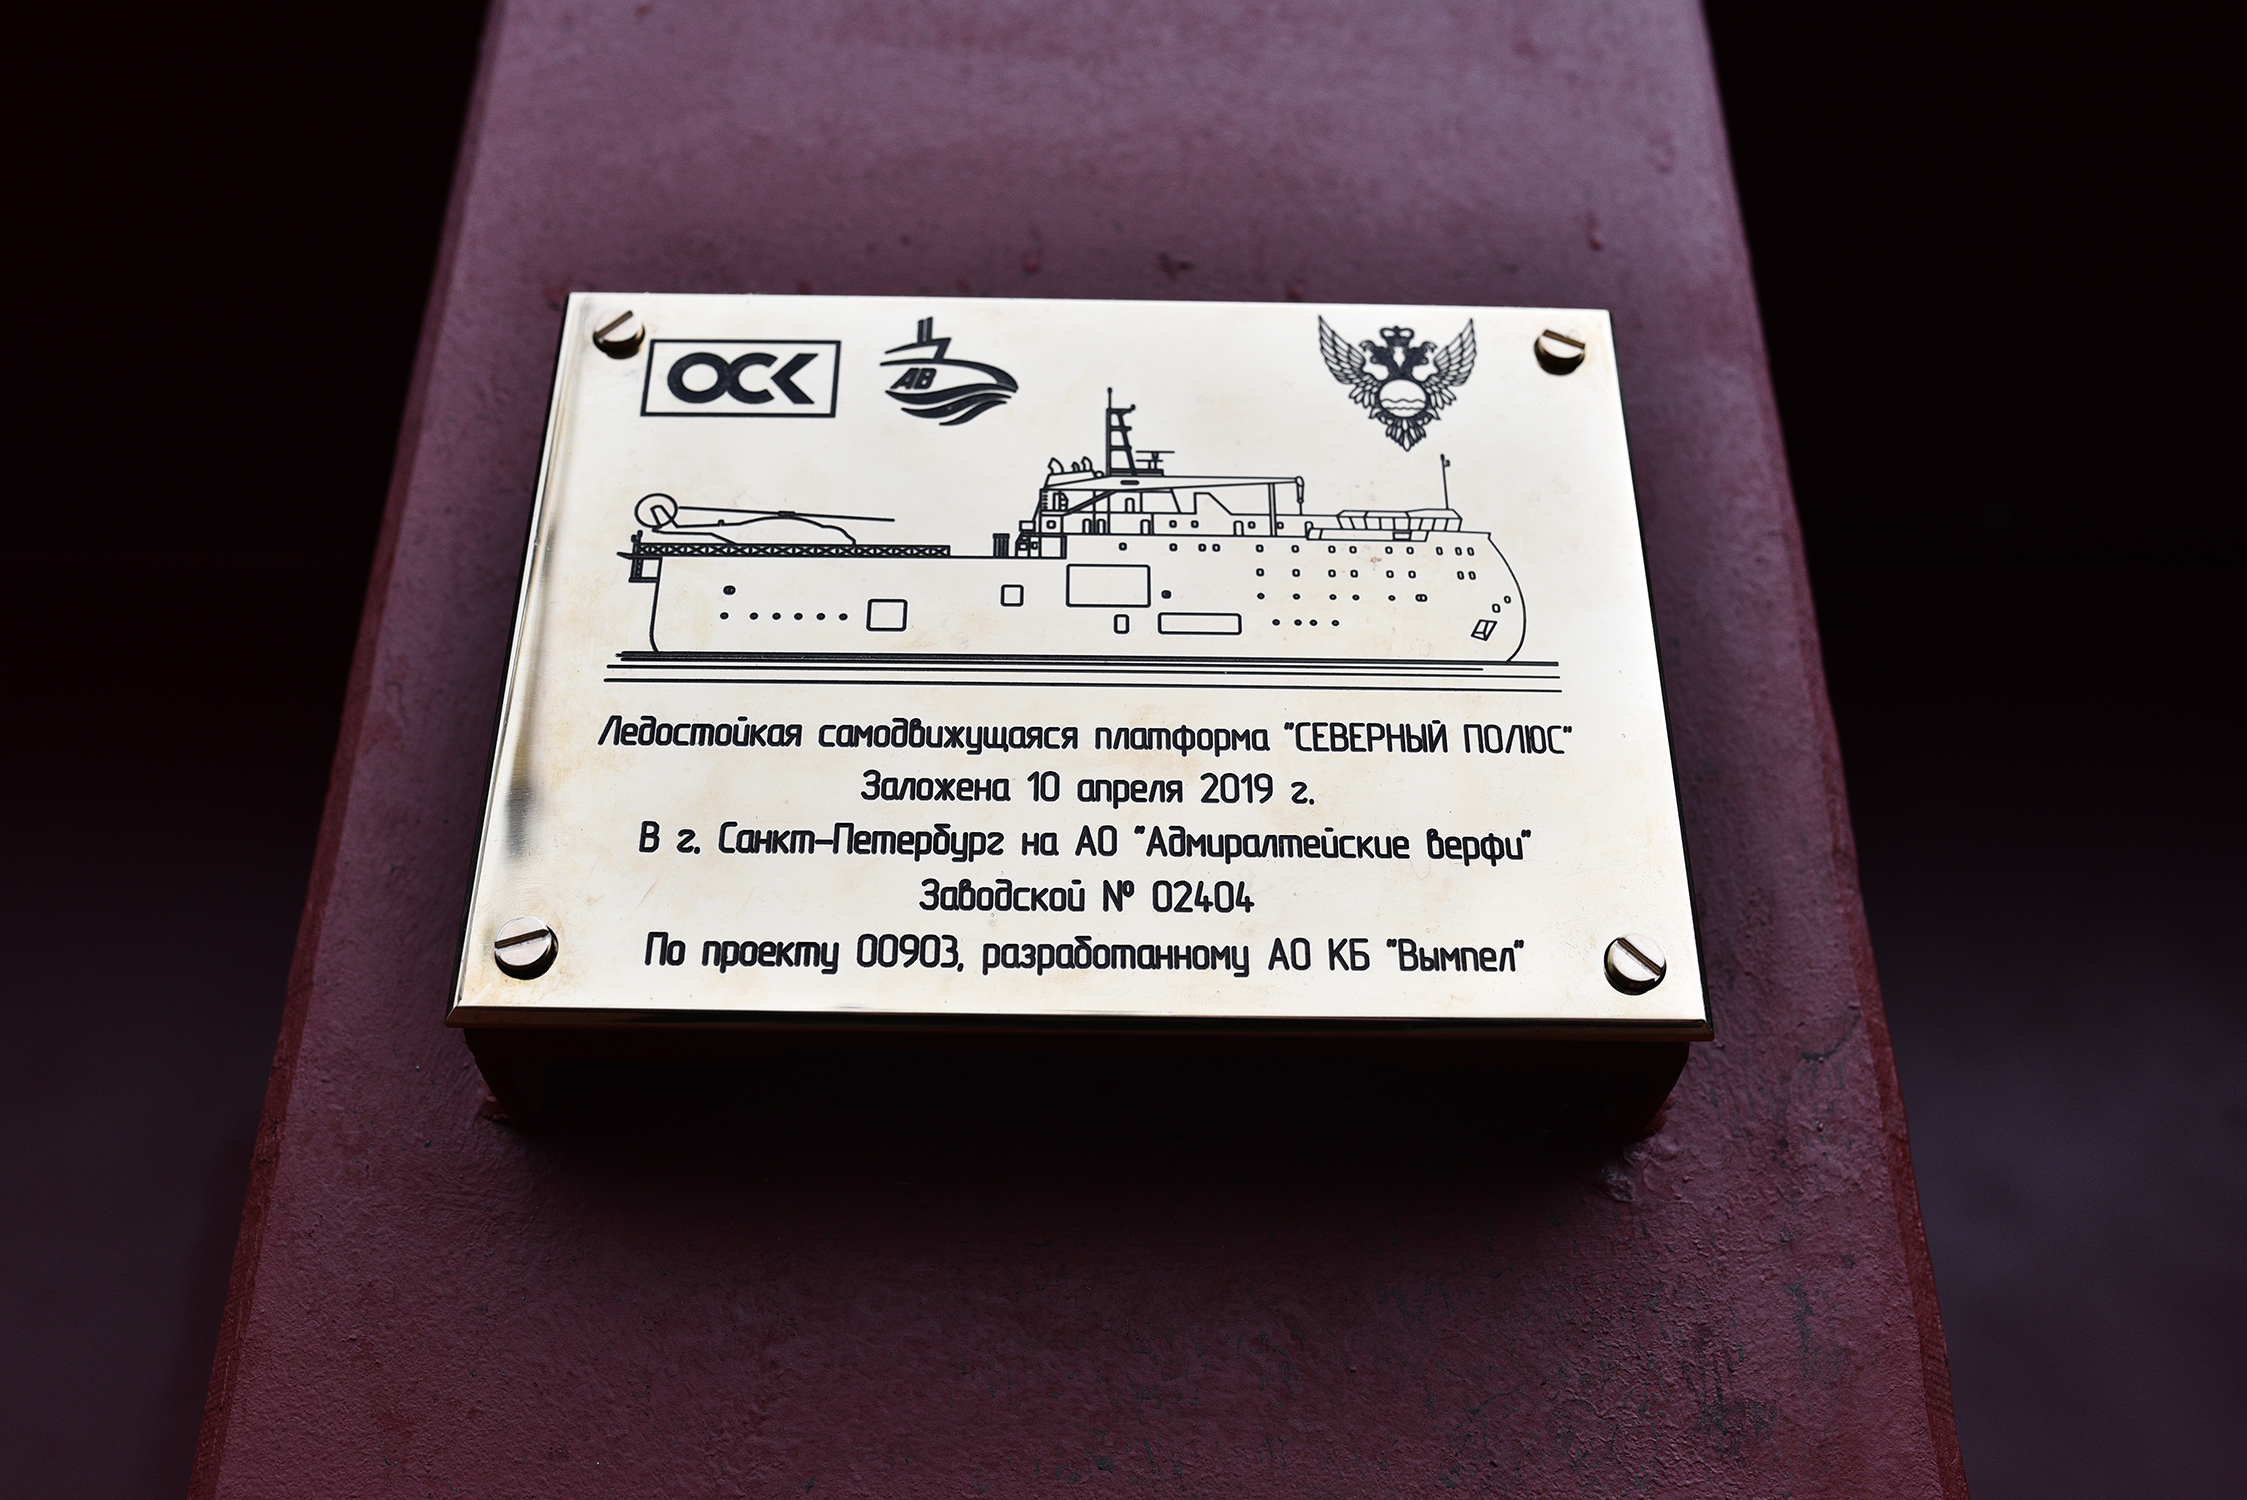 ОСК
АВ
Ледостойкая самодвижущаяся платформа "СЕВЕРНЫЙ ПОЛЮС"
Заложена 10 апреля 2019 г.
В г. Санкт-Петербург на АО "Адмиралтейские верфи"
Заводской № 02404
По проекту 00903, разработанному АО КБ "Вымпел"